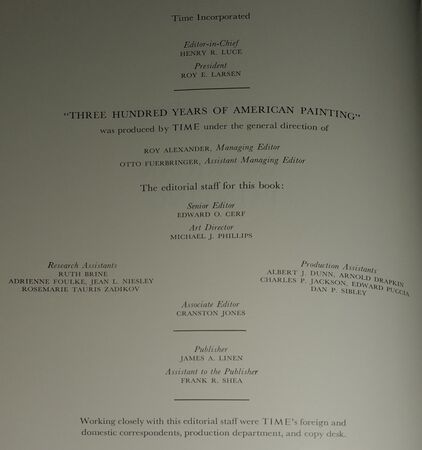 Time Incorporated
Editor-in-Chief
HENRY R. LUCE
President
ROY E. LARSEN
"THREE HUNDRED YEARS OF AMERICAN PAINTING"
was produced by TIME under the general direction of
ROY ALEXANDER, Managing Editor
OTTO FUERBRINGER, Assistant Managing Editor
The editorial staff for this book:
Senior Editor
EDWARD O. CERF
Art Director
MICHAEL J. PHILLIPS
Research Assistants
RUTH BRINE
ADRIENNE FOULKE, JEAN L. NIESLEY
ROSEMARIE TAURIS ZADIKOV
Production Assistants
ALBERT J. DUNN, ARNOLD DRAPKIN
CHARLES P. JACKSON, EDWARD PUCCIA
DAN P. SIBLEY
Associate Editor
CRANSTON JONES
Publisher
JAMES A. LINEN
Assistant to the Publisher
FRANK R. SHEA
Working closely with this editorial staff were TIME's foreign and
domestic correspondents, production department, and copy desk.